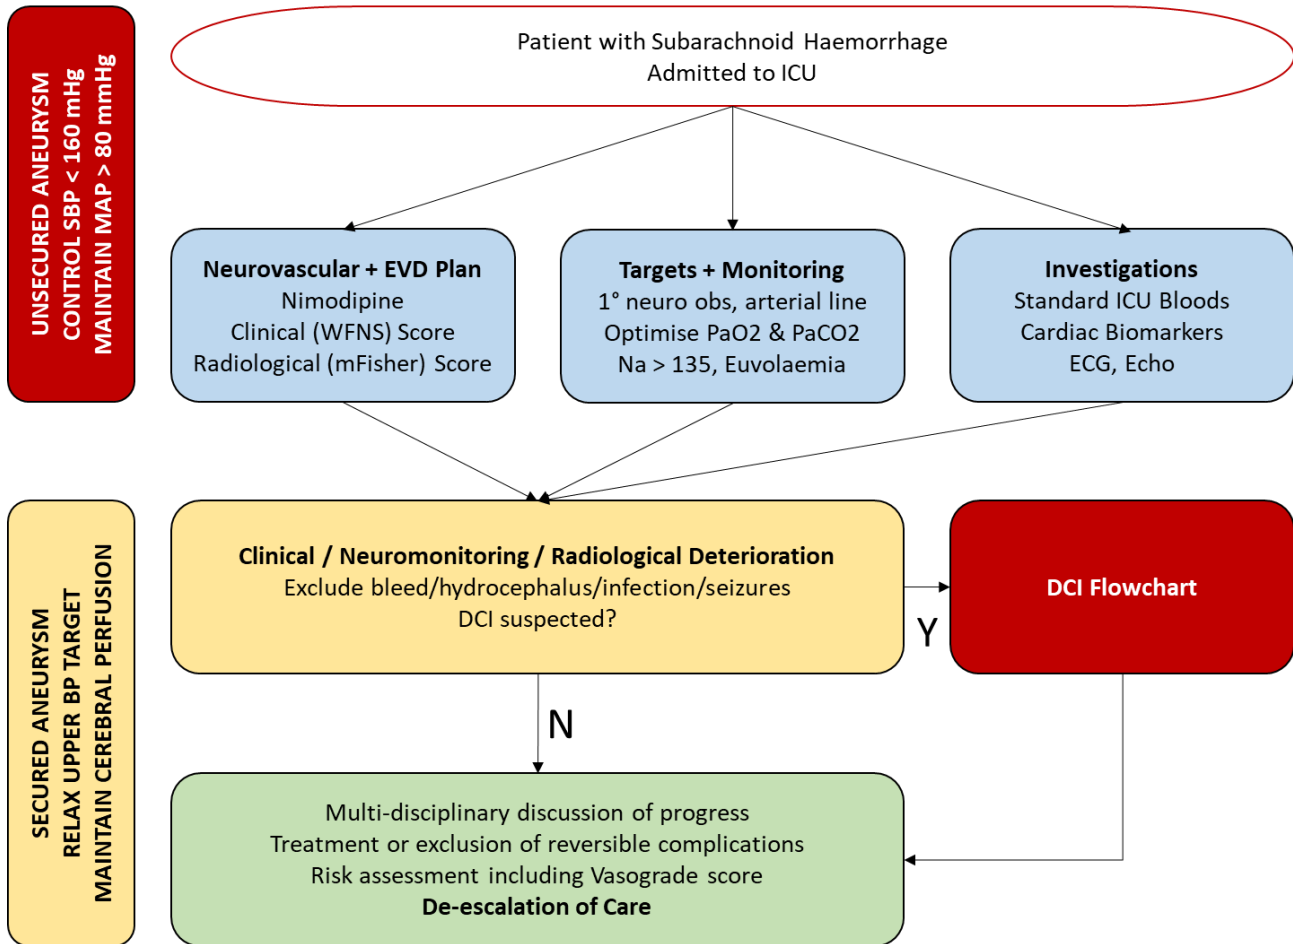 UNSECURED ANEURYSM
CONTROL SBP < 160 mHg
MAINTAIN MAP > 80 mmHg
Patient with Subarachnoid Haemorrhage
Admitted to ICU
Neurovascular + EVD Plan
Nimodipine
Clinical (WFNS) Score
Radiological (mFisher) Score
Targets + Monitoring
1° neuro obs, arterial line
Optimise PaO2 & PaCO2
Na > 135, Euvolaemia
Investigations
Standard ICU Bloods
Cardiac Biomarkers
ECG, Echo
SECURED ANEURYSM
RELAX UPPER BP TARGET
MAINTAIN CEREBRAL PERFUSION
Clinical / Neuromonitoring / Radiological Deterioration
Exclude bleed/hydrocephalus/infection/seizures
DCI suspected?
Y
DCI Flowchart
N
Multi-disciplinary discussion of progress
Treatment or exclusion of reversible complications
Risk assessment including Vasograde score
De-escalation of Care